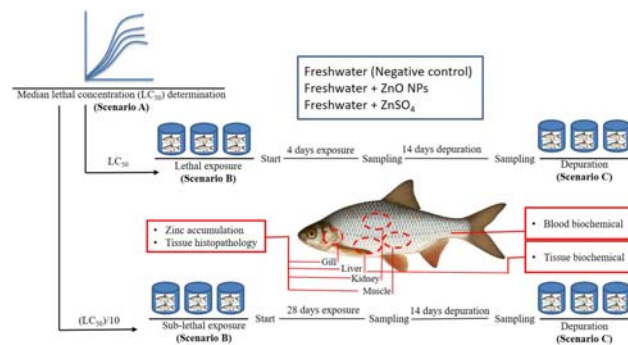 Median lethal concentration (LC50) determination
(Scenario A)
Freshwater (Negative control)
Freshwater + ZnO NPs
Freshwater + ZnSO4
LC50
Lethal exposure
(Scenario B)
Start
4 days exposure
Sampling
14 days depuration
Sampling
Depuration
(Scenario C)
• Zinc accumulation
• Tissue histopathology
Gill
Liver
Kidney
Muscle
• Blood biochemical
• Tissue biochemical
(LC50)/10
Sub-lethal exposure
(Scenario B)
Start
28 days exposure
Sampling
14 days depuration
Sampling
Depuration
(Scenario C)